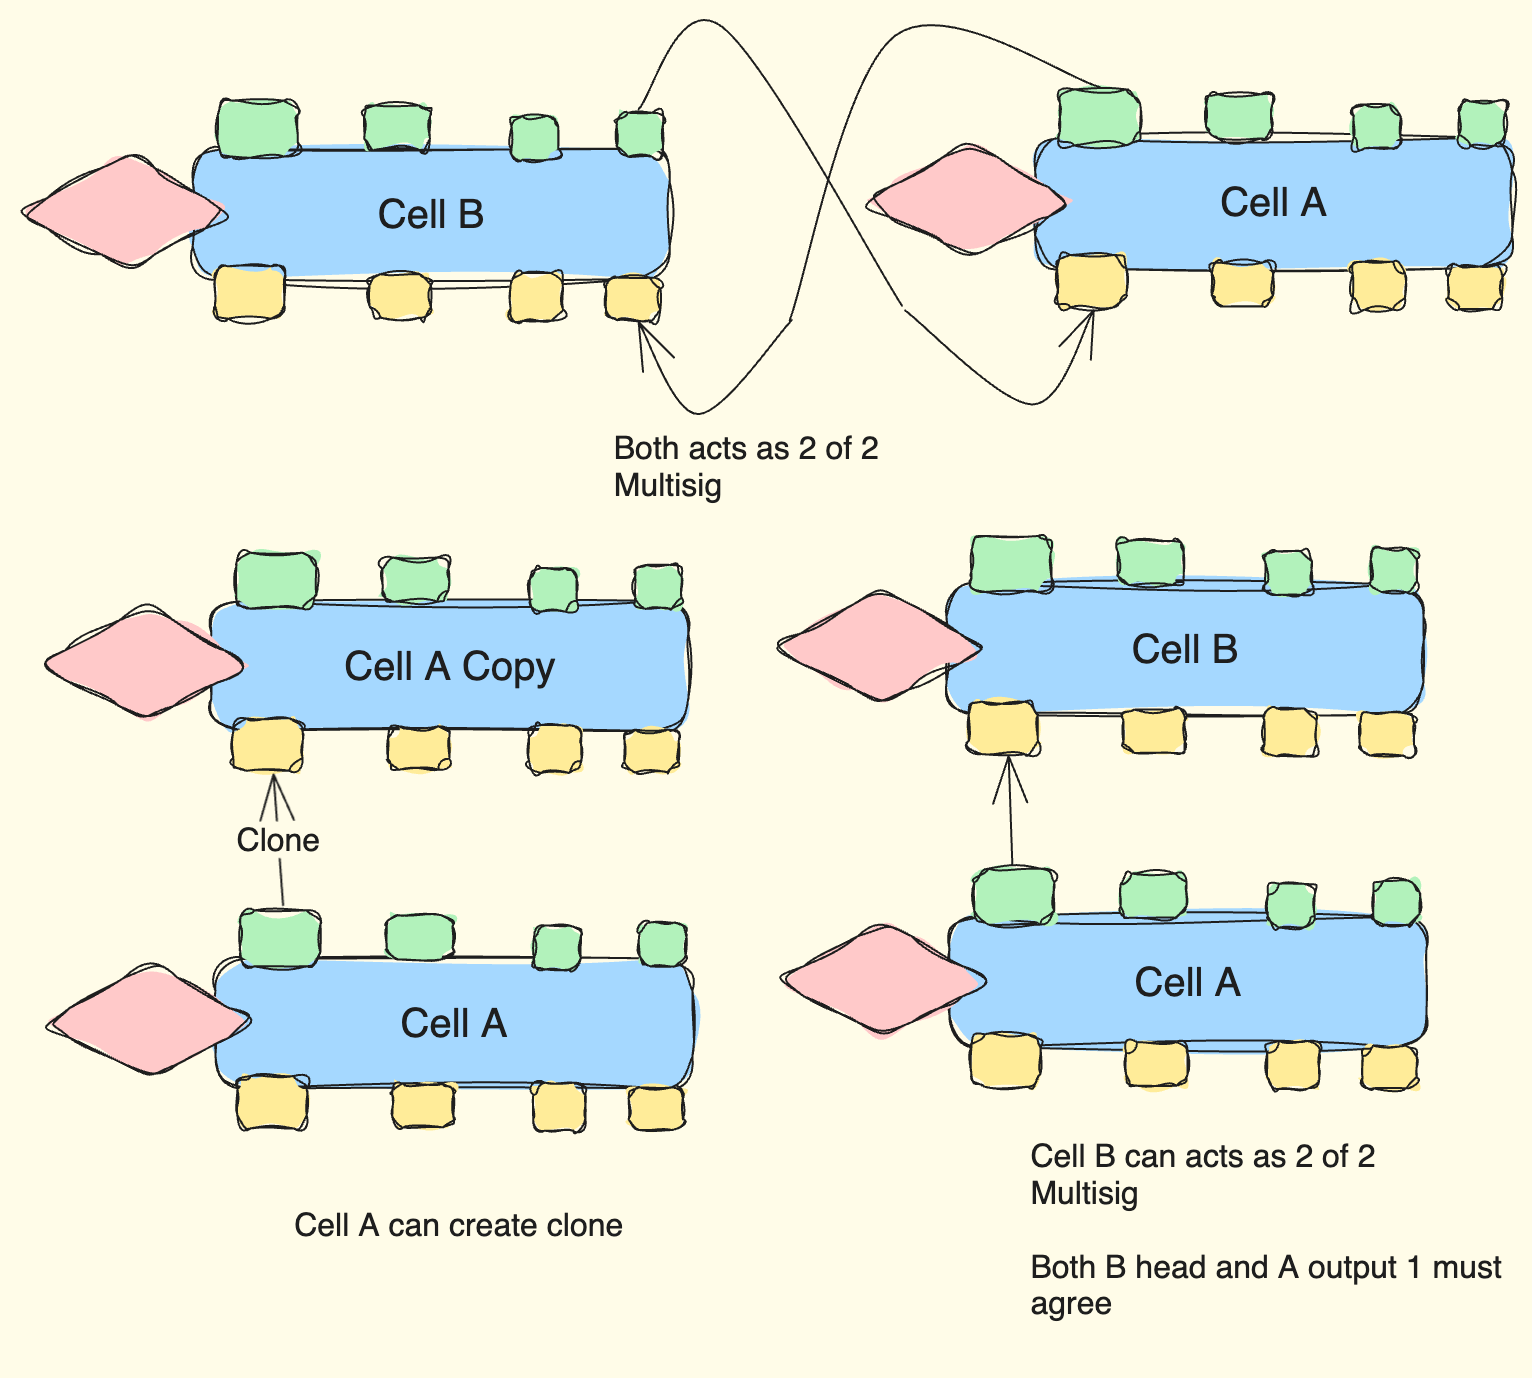 Cell B
Cell A
Both acts as 2 of 2
Multisig
Cell A Copy
Cell B
Clone
Cell A
Cell A
Cell B can acts as 2 of 2
Multisig
Cell A can create clone
Both B head and A output 1 must
agree